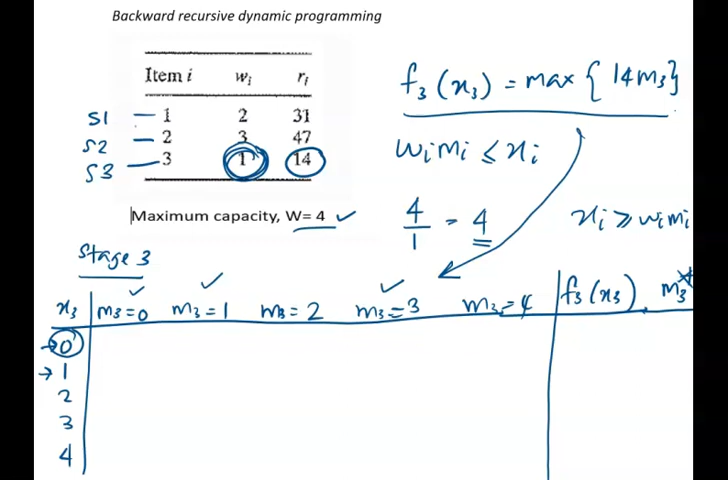 Backward recursive dynamic programming
Item i wᵢ rᵢ
S1 — 1 2 31
S2 — 2 3 47
S3 — 3 1 14
Maximum capacity, W= 4 ✓
f₃(x₃) = max { 14m₃}
wᵢmᵢ ≤ xᵢ
4/1 = 4
xᵢ ≥ wᵢmᵢ
Stage 3
x₃ m₃=0 m₃=1 m₃=2 m₃=3 m₃=4 f₃(x₃) m₃*
0
1
2
3
4